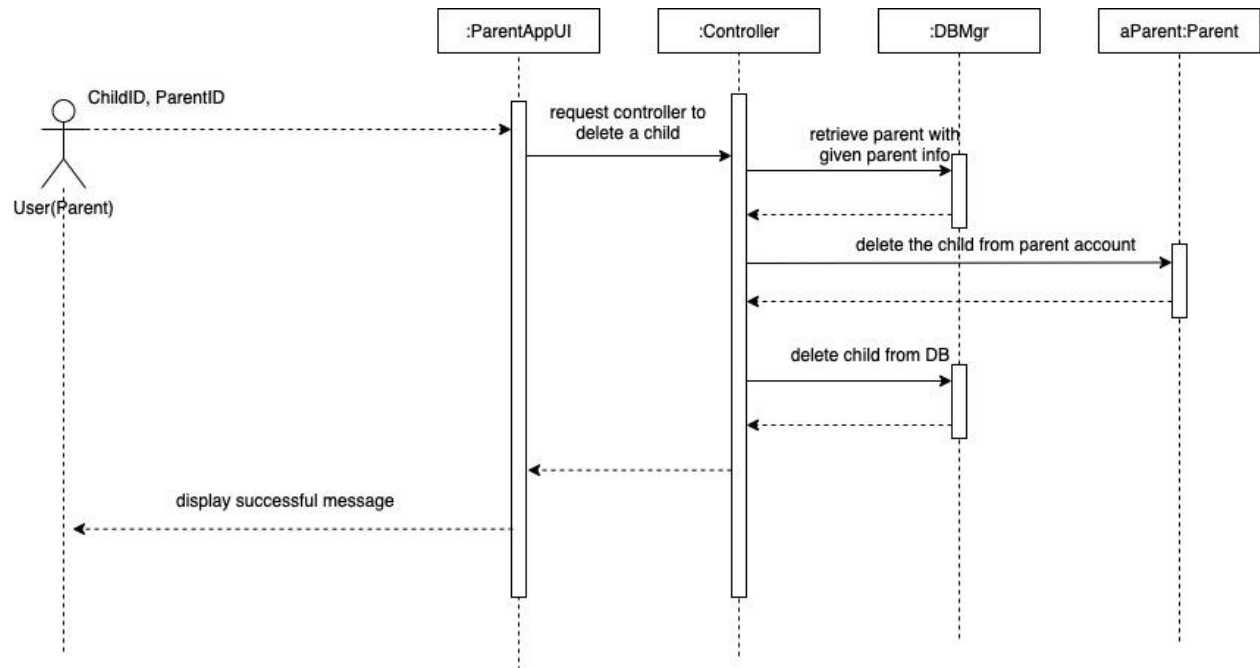 :ParentAppUI
:Controller
:DBMgr
aParent:Parent
ChildID, ParentID
User(Parent)
request controller to
delete a child
retrieve parent with
given parent info
delete the child from parent account
delete child from DB
display successful message